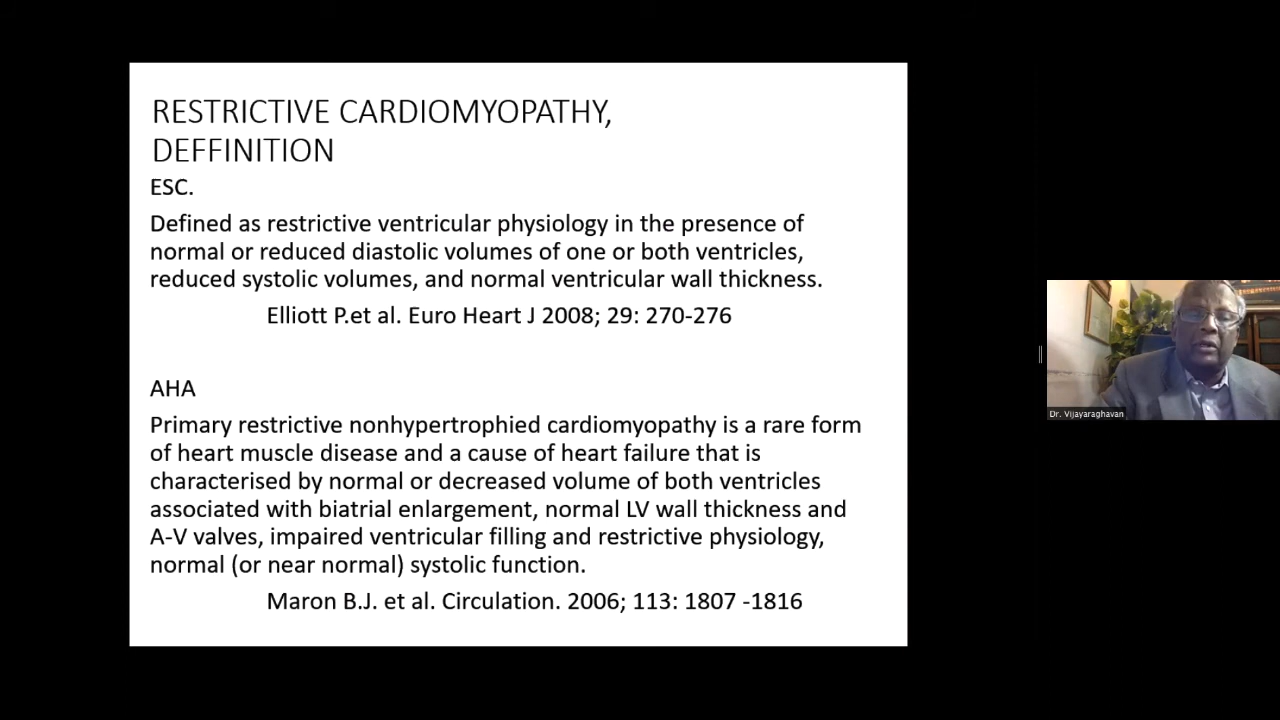 RESTRICTIVE CARDIOMYOPATHY,
DEFFINITION
ESC.
Defined as restrictive ventricular physiology in the presence of
normal or reduced diastolic volumes of one or both ventricles,
reduced systolic volumes, and normal ventricular wall thickness.
Elliott P.et al. Euro Heart J 2008; 29: 270-276
AHA
Primary restrictive nonhypertrophied cardiomyopathy is a rare form
of heart muscle disease and a cause of heart failure that is
characterised by normal or decreased volume of both ventricles
associated with biatrial enlargement, normal LV wall thickness and
A-V valves, impaired ventricular filling and restrictive physiology,
normal (or near normal) systolic function.
Maron B.J. et al. Circulation. 2006; 113: 1807 -1816
Dr. Vijayaraghavan